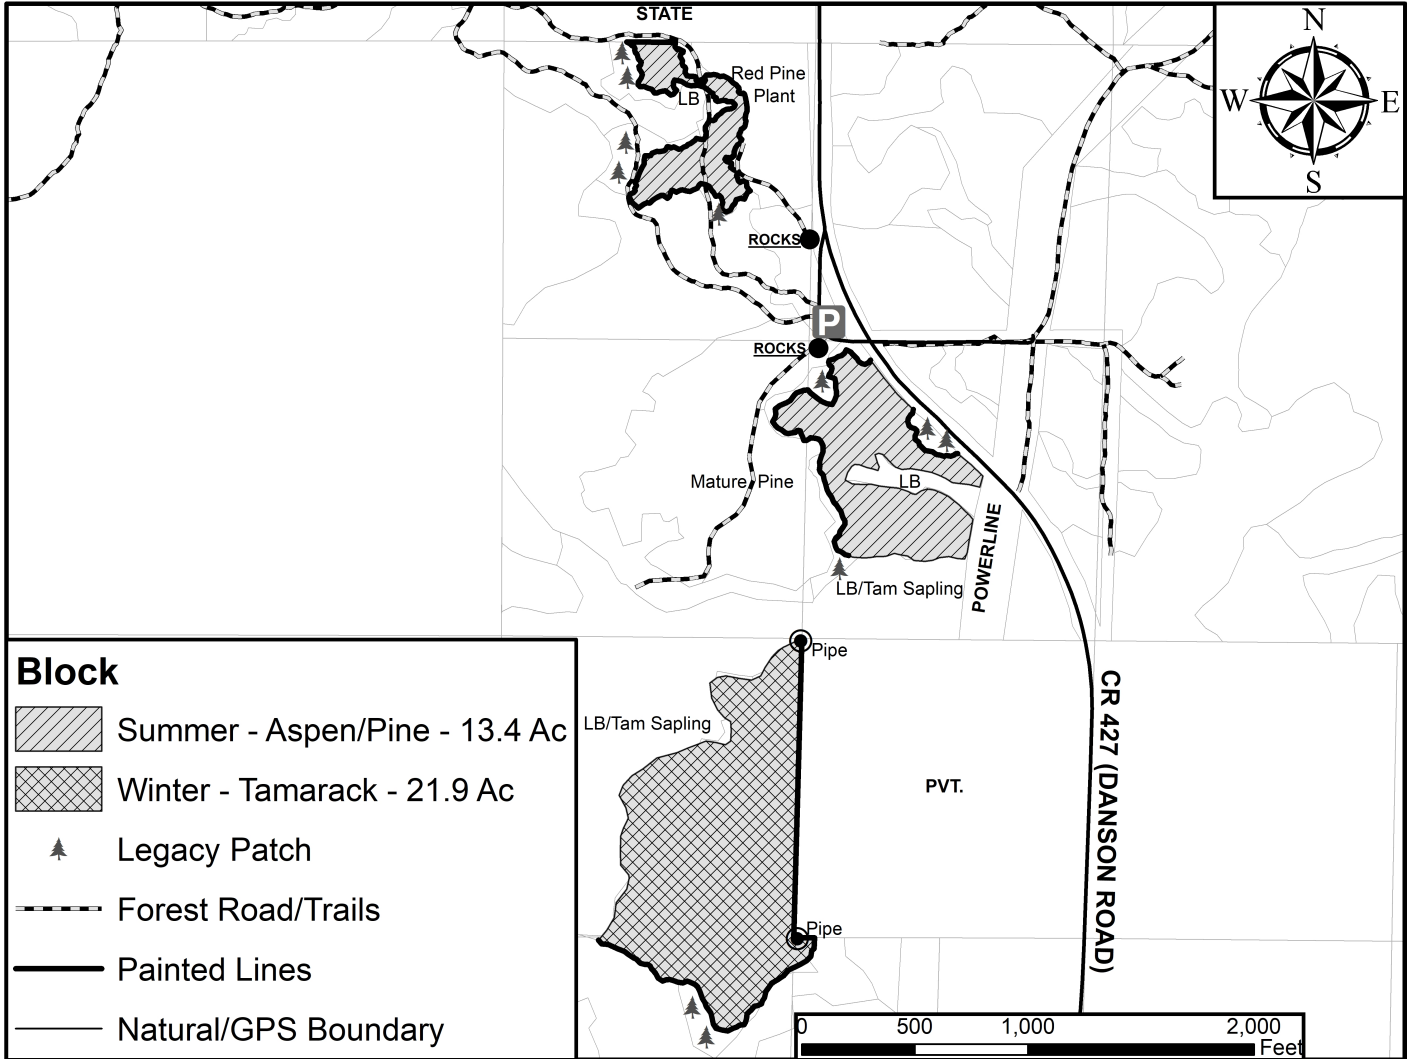 STATE
N
W
E
S
Red Pine
Plant
LB
ROCKS
P
ROCKS
Mature Pine
LB
POWERLINE
LB/Tam Sapling
Pipe
LB/Tam Sapling
PVT.
CR 427 (DANSON ROAD)
Pipe
Block
Summer - Aspen/Pine - 13.4 Ac
Winter - Tamarack - 21.9 Ac
Legacy Patch
Forest Road/Trails
Painted Lines
Natural/GPS Boundary
0 500 1,000 2,000
Feet